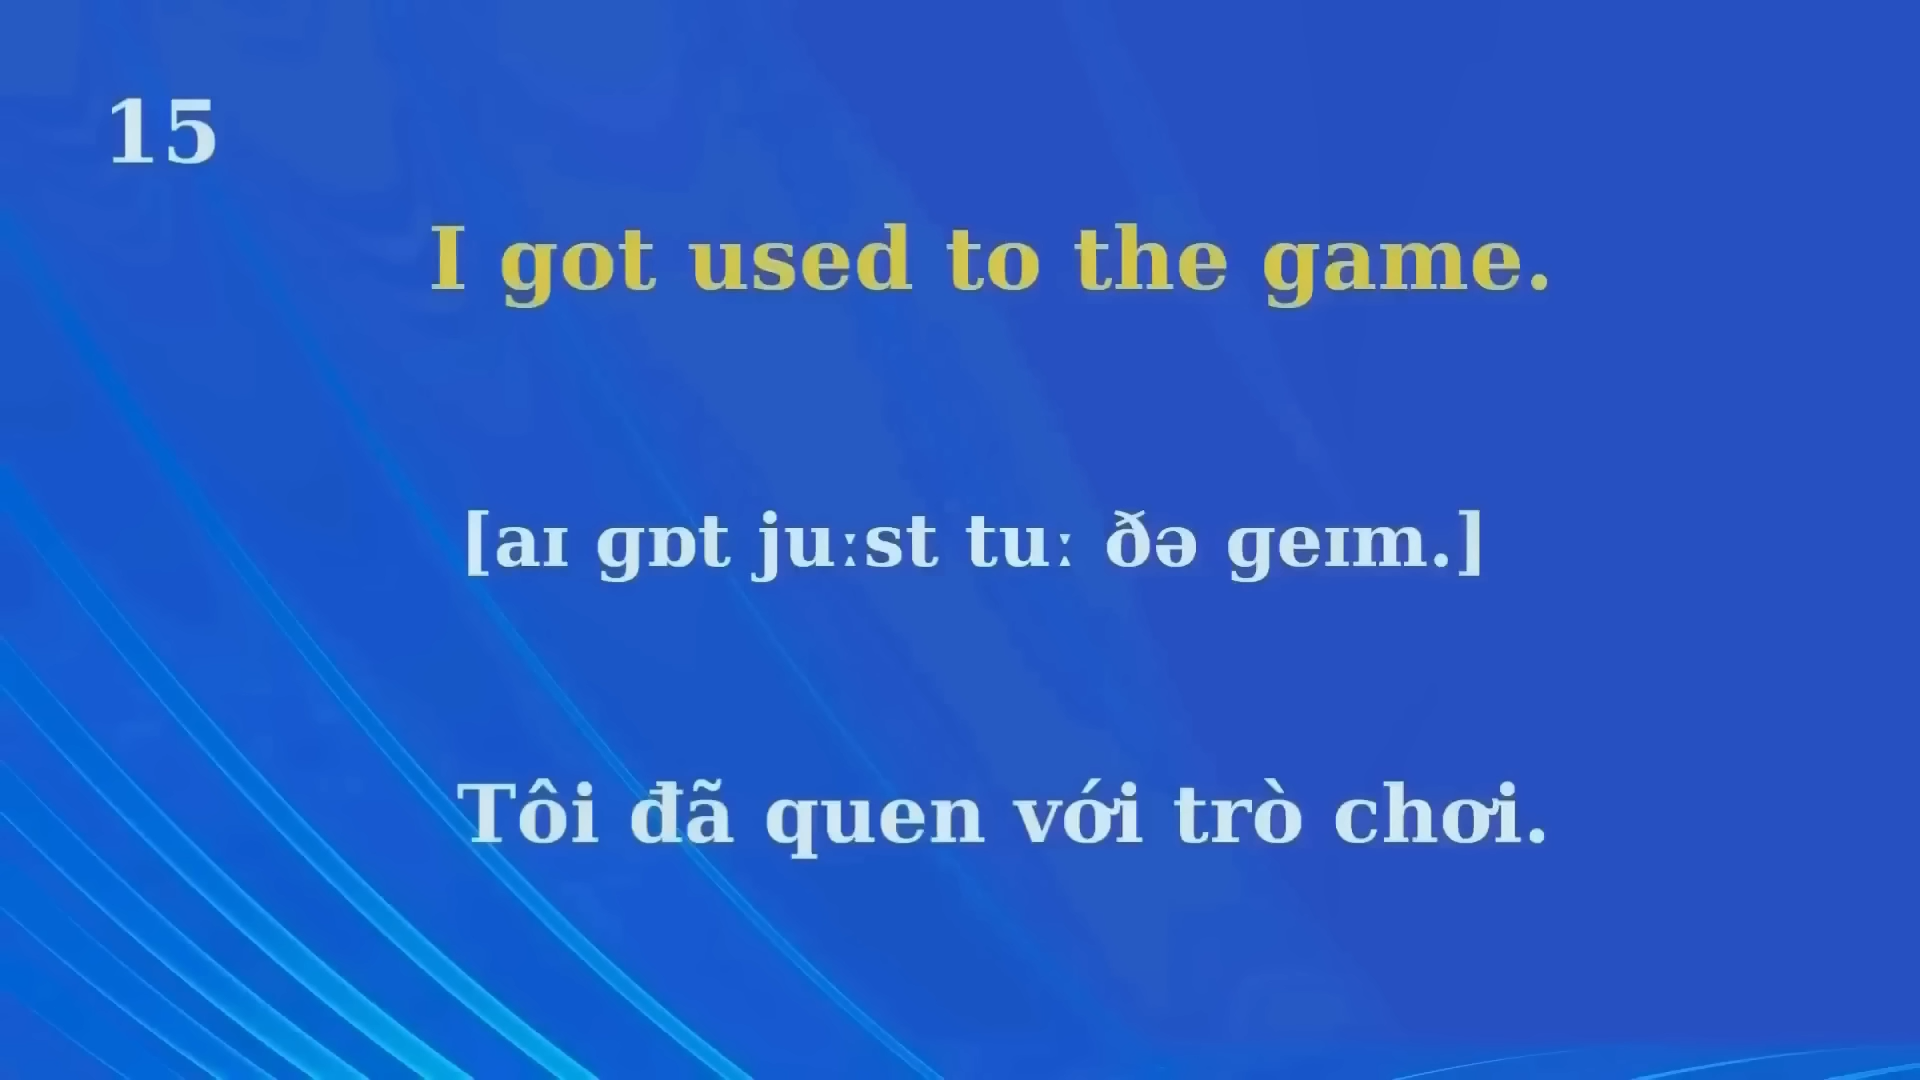 15
I got used to the game.
[aɪ ɡɒt juːst tuː ðə ɡeɪm.]
Tôi đã quen với trò chơi.